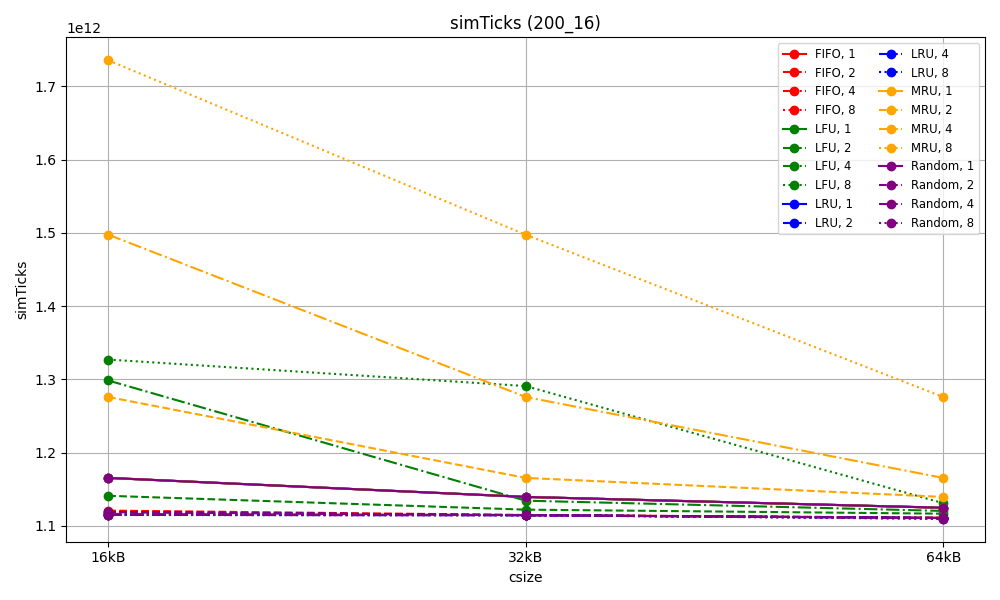 simTicks (200_16)
1e12
1.7
1.6
1.5
1.4
1.3
1.2
1.1
simTicks
16kB
32kB
64kB
csize
FIFO, 1
FIFO, 2
FIFO, 4
FIFO, 8
LFU, 1
LFU, 2
LFU, 4
LFU, 8
LRU, 1
LRU, 2
LRU, 4
LRU, 8
MRU, 1
MRU, 2
MRU, 4
MRU, 8
Random, 1
Random, 2
Random, 4
Random, 8